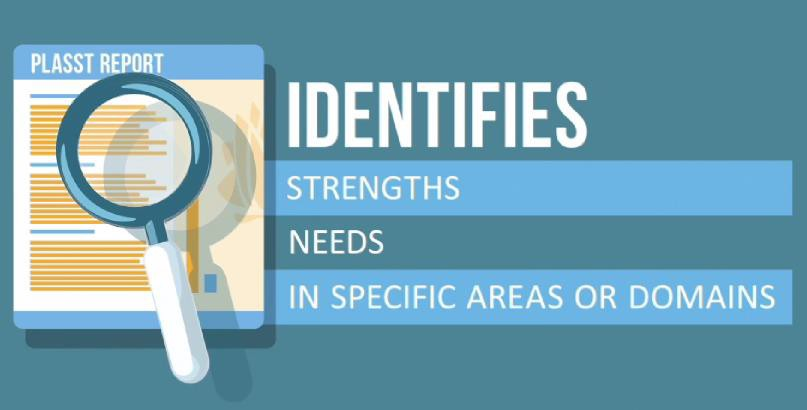 PLASST REPORT
IDENTIFIES
STRENGTHS
NEEDS
IN SPECIFIC AREAS OR DOMAINS